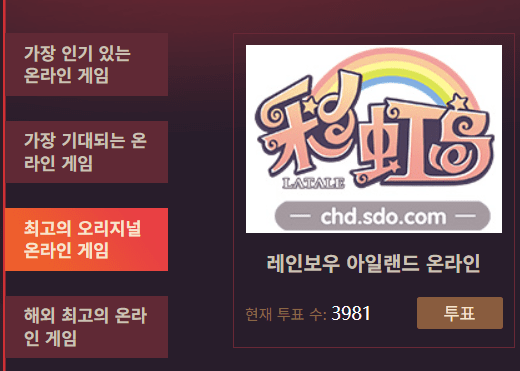 가장 인기 있는
온라인 게임
가장 기대되는 온
라인 게임
최고의 오리지널
온라인 게임
해외 최고의 온라
인 게임
彩虹岛
LATALE
chd.sdo.com
레인보우 아일랜드 온라인
현재 투표 수: 3981
투표